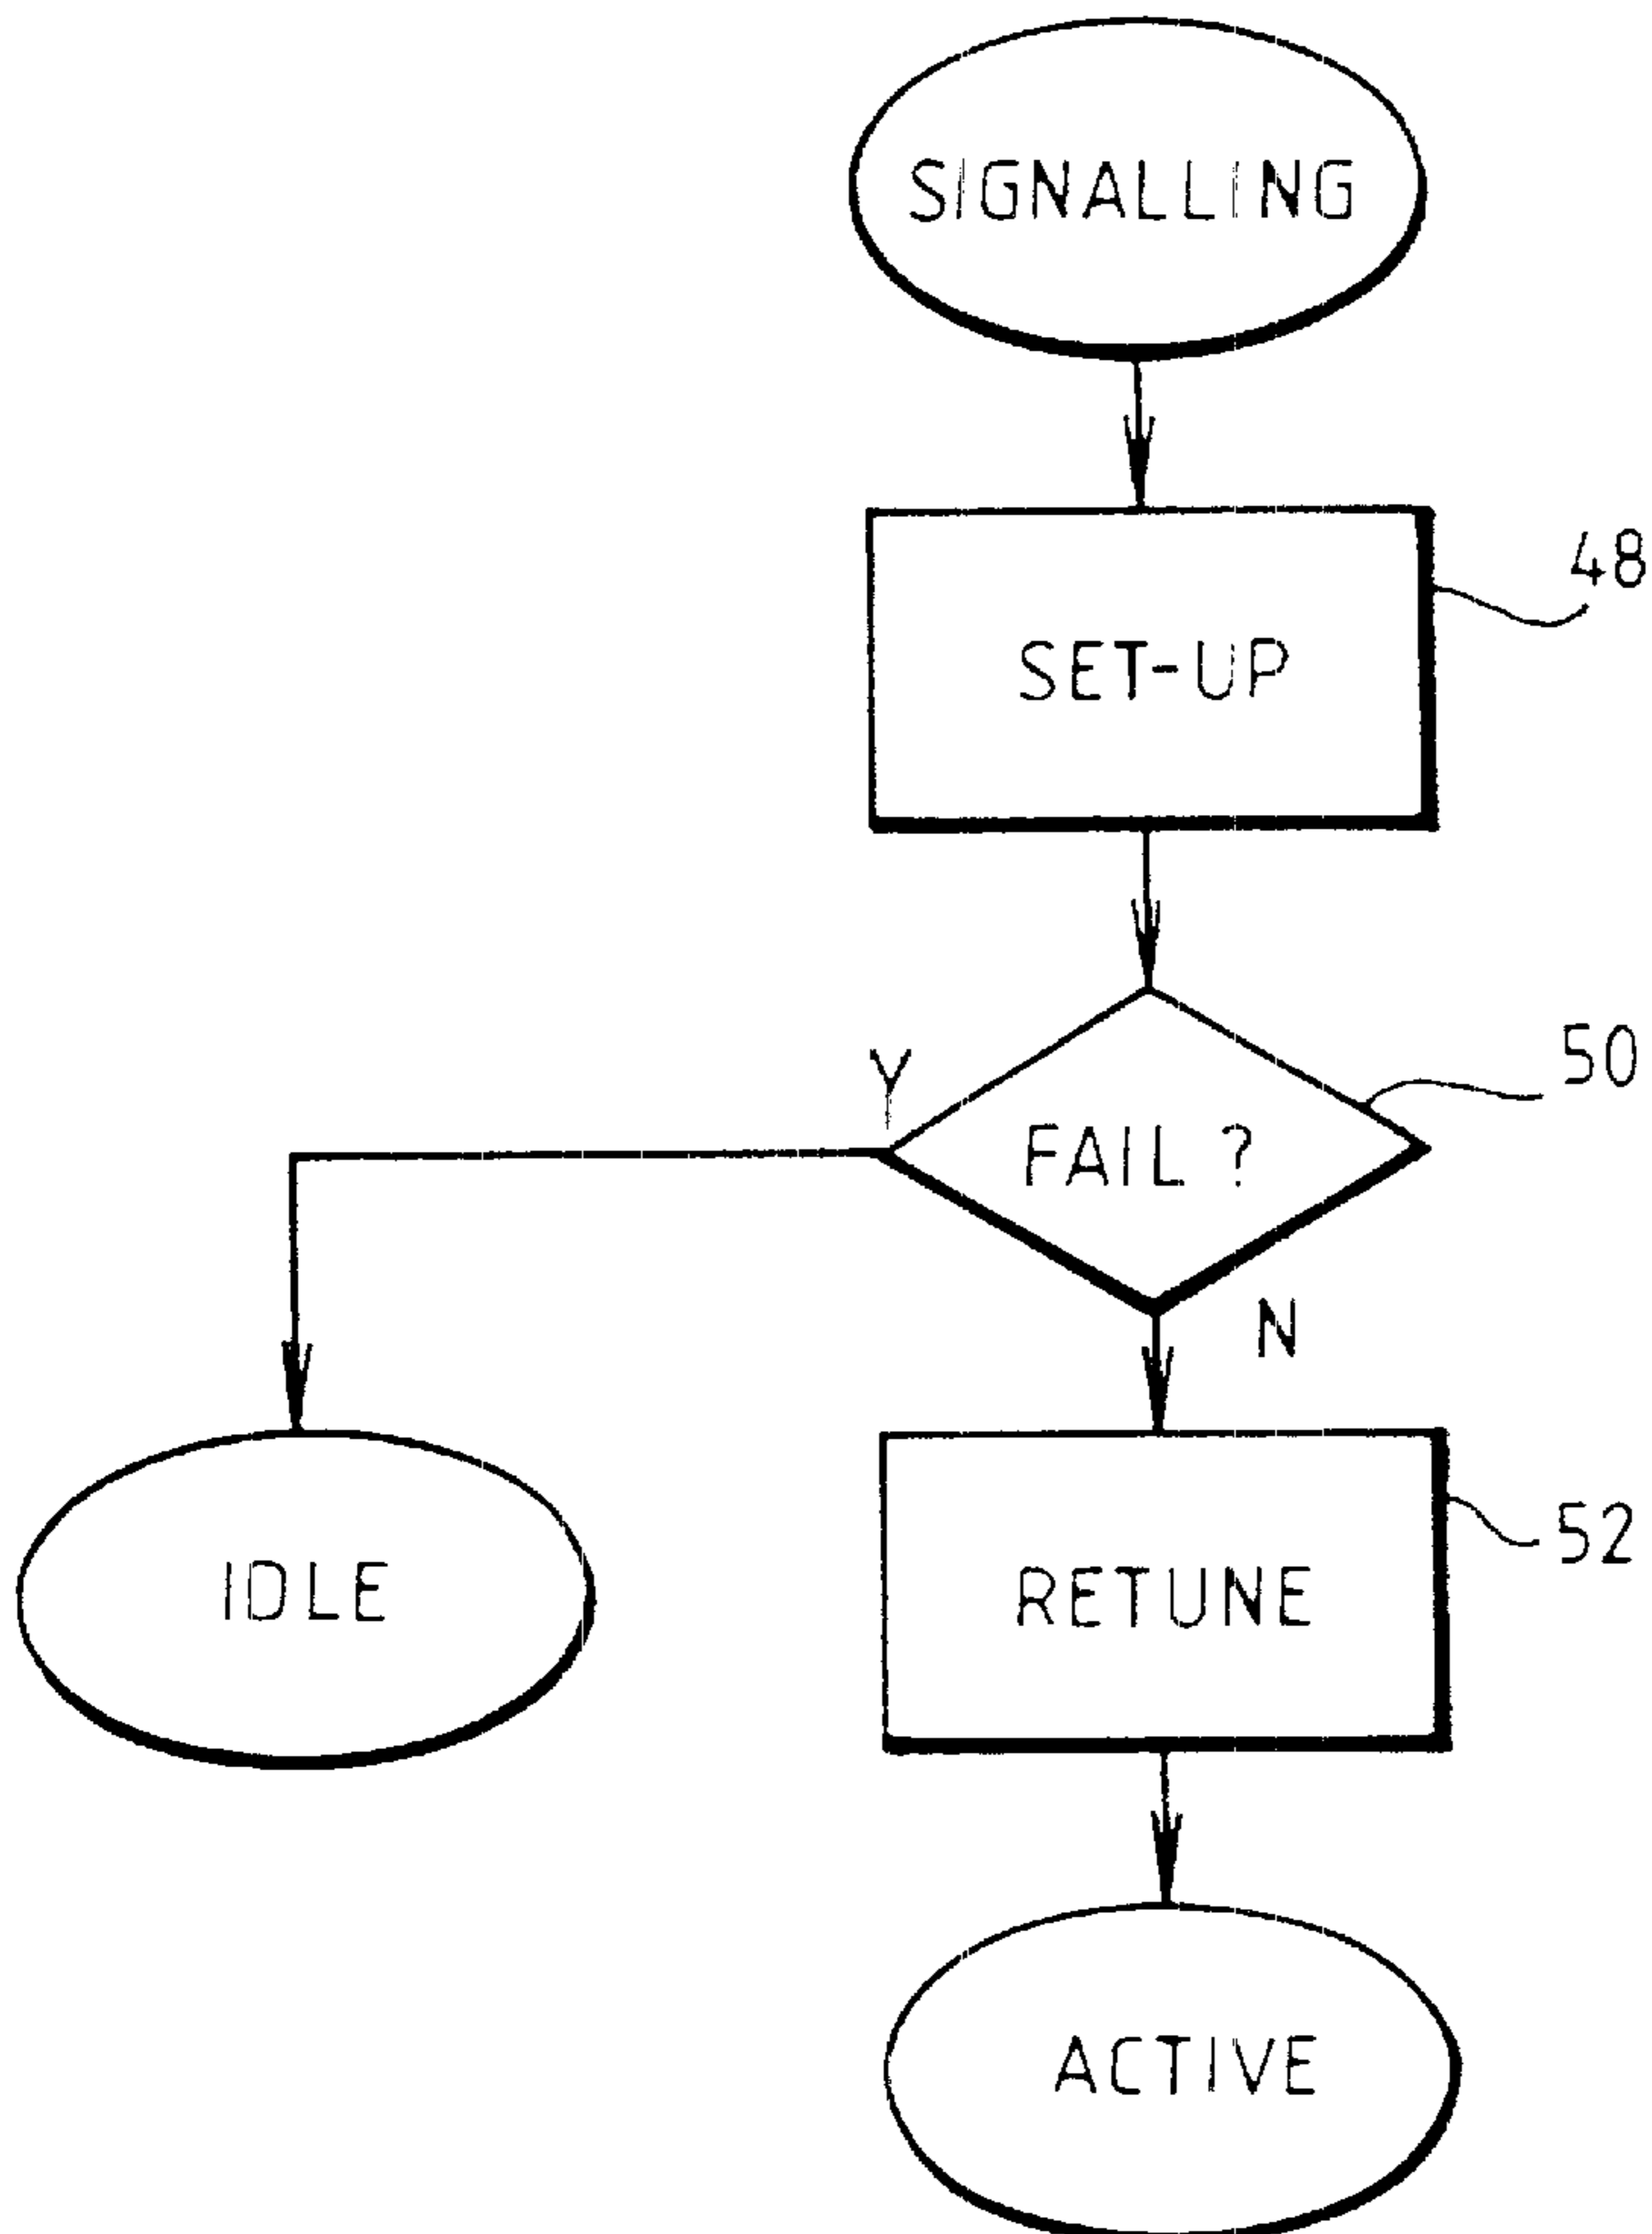 SIGNALLING
48
SET-UP
50
Y
FAIL ?
N
52
IDLE
RETUNE
ACTIVE